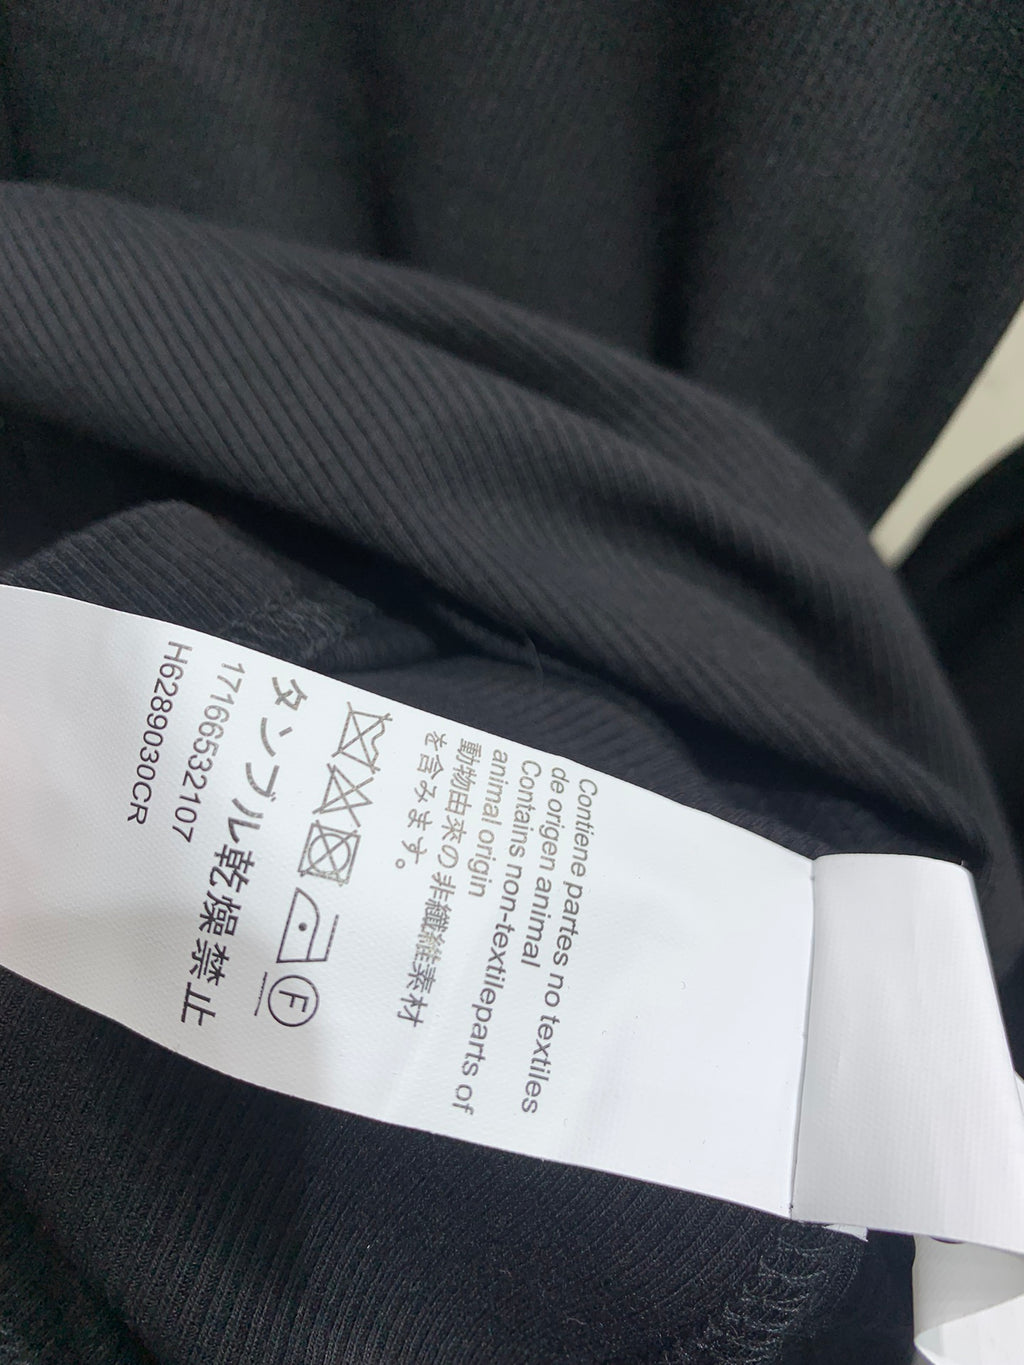 Contiene partes no textiles
de origen animal
Contains non-textileparts of
animal origin
動物由来の非繊維素材
を含みます。
F
タンブル乾燥禁止
17166532107
H6289030CR